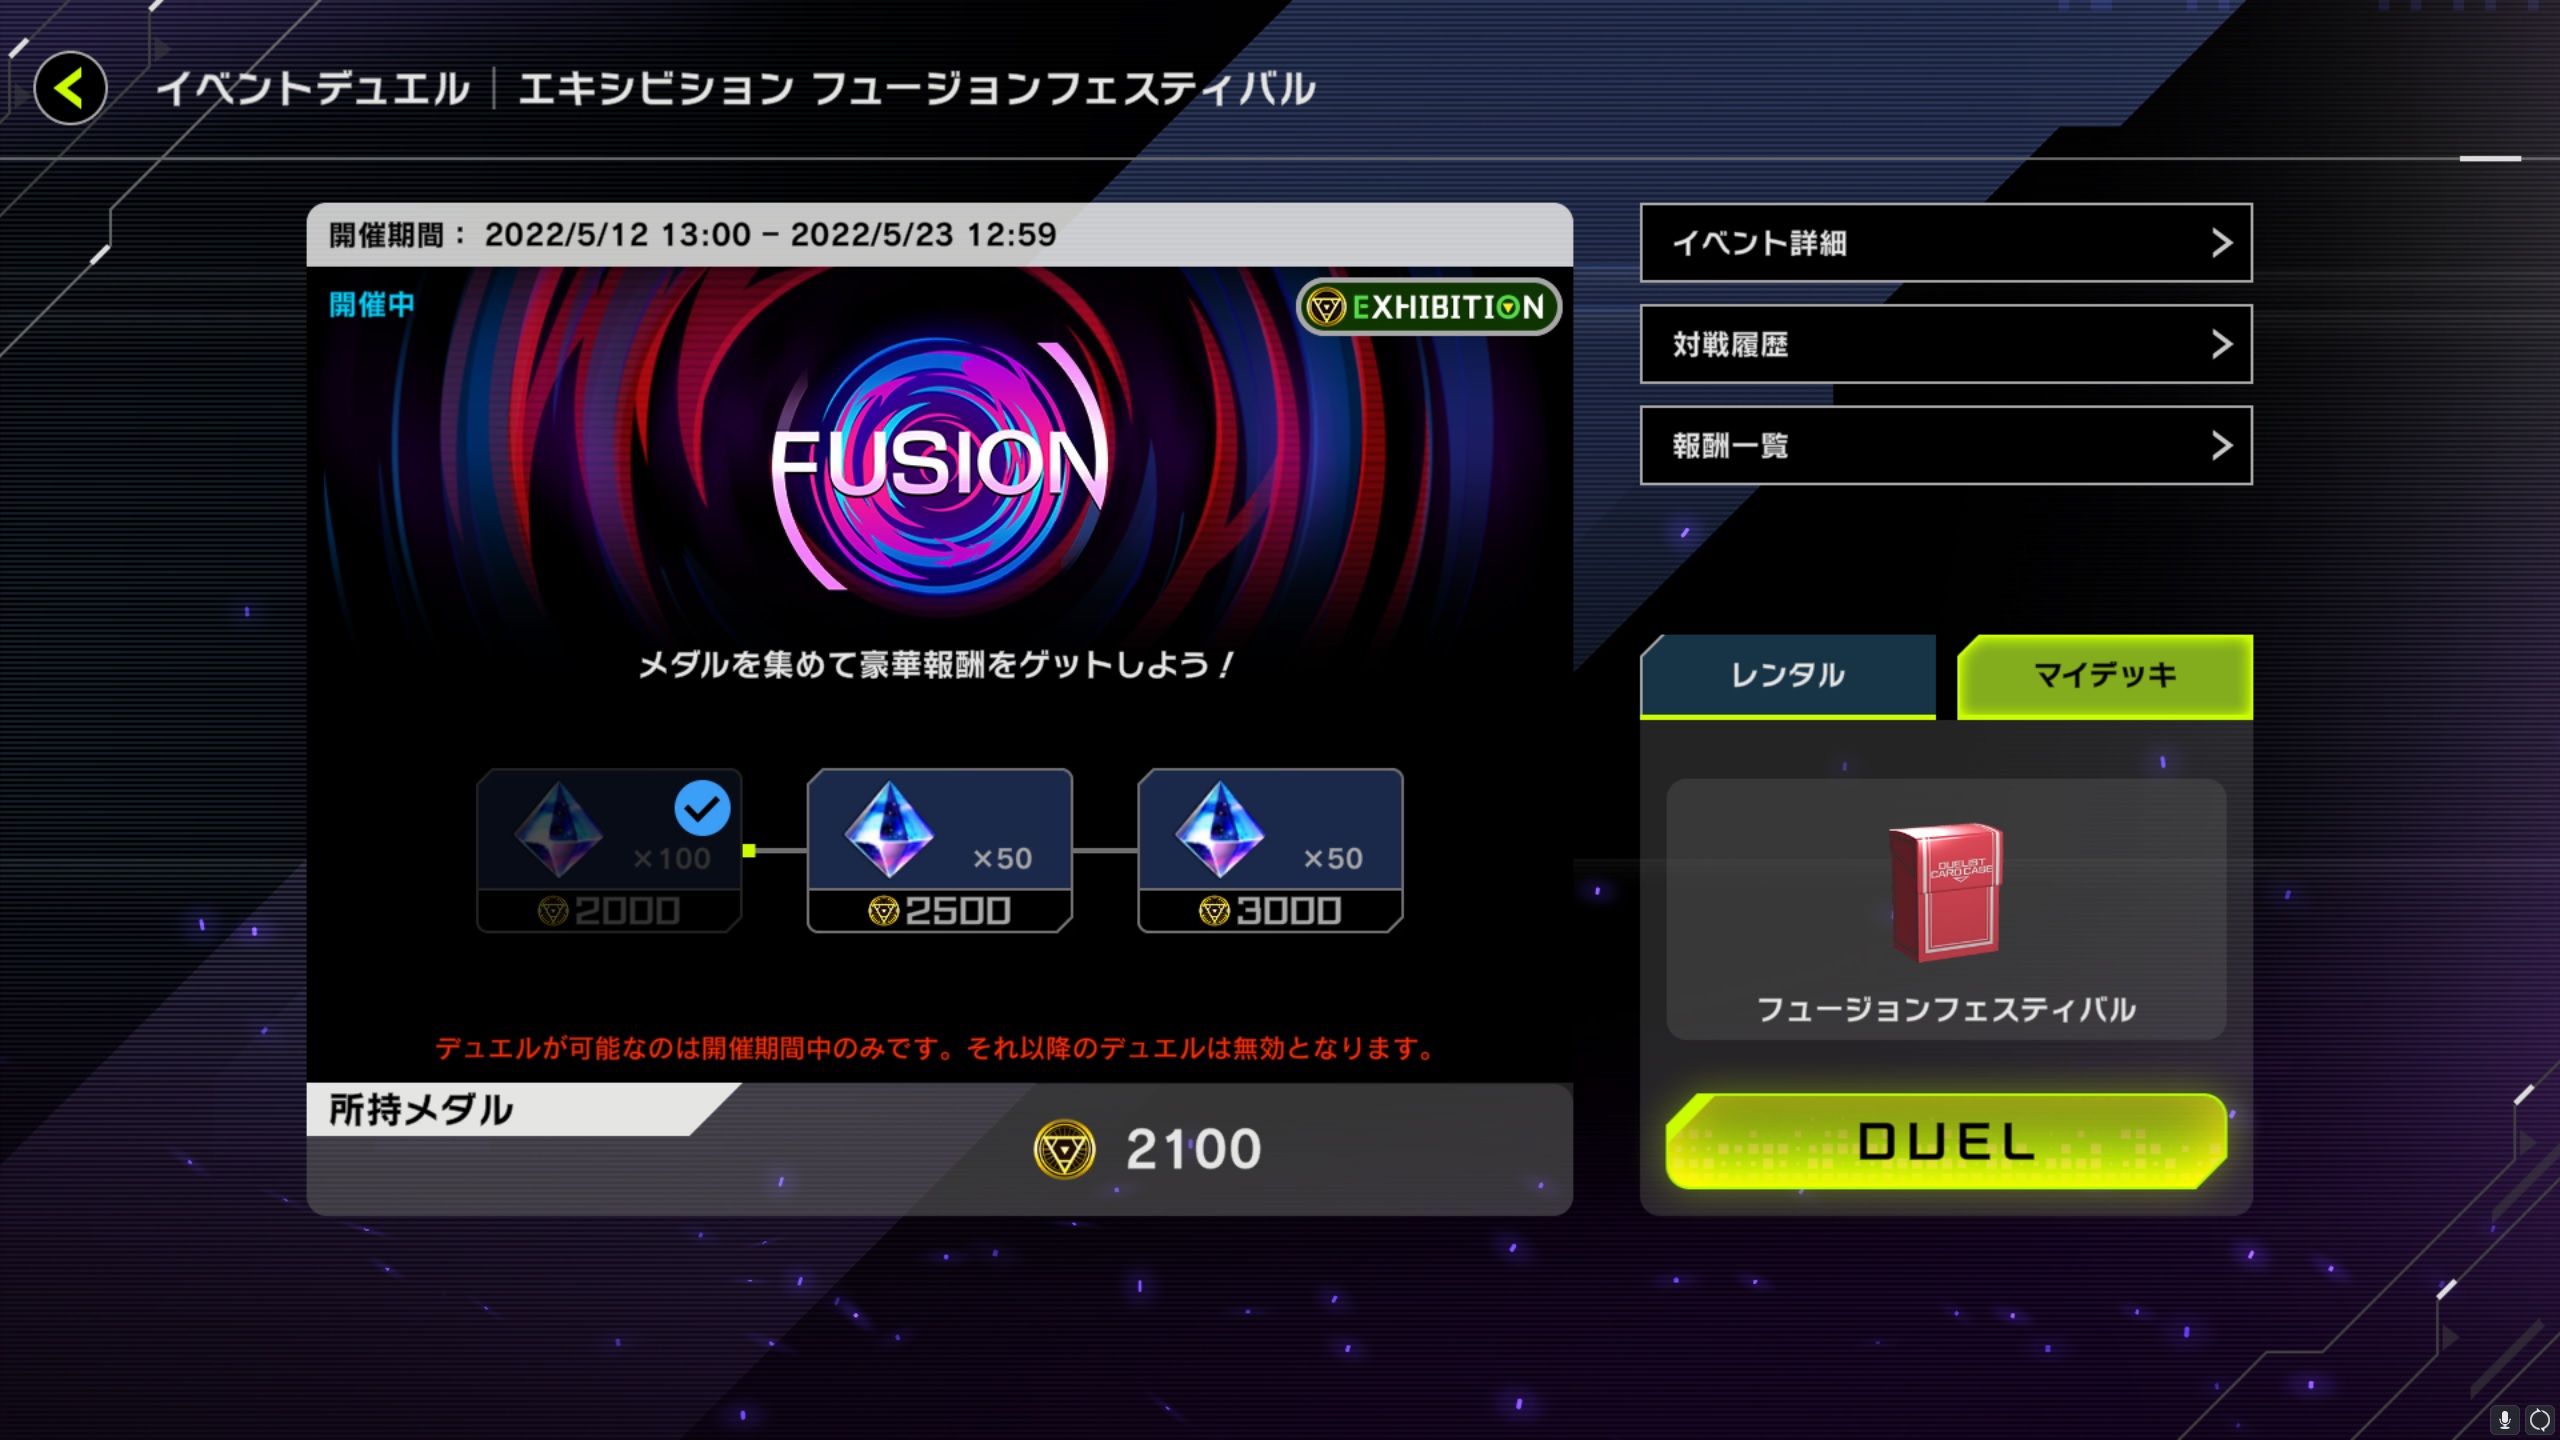 イベントデュエル｜エキシビション フュージョンフェスティバル
開催期間： 2022/5/12 13:00 − 2022/5/23 12:59
開催中
EXHIBITION
FUSION
メダルを集めて豪華報酬をゲットしよう！
×100
×50
×50
2000
2500
3000
デュエルが可能なのは開催期間中のみです。それ以降のデュエルは無効となります。
所持メダル
2100
イベント詳細
対戦履歴
報酬一覧
レンタル
マイデッキ
DUELIST
CARD CASE
フュージョンフェスティバル
DUEL